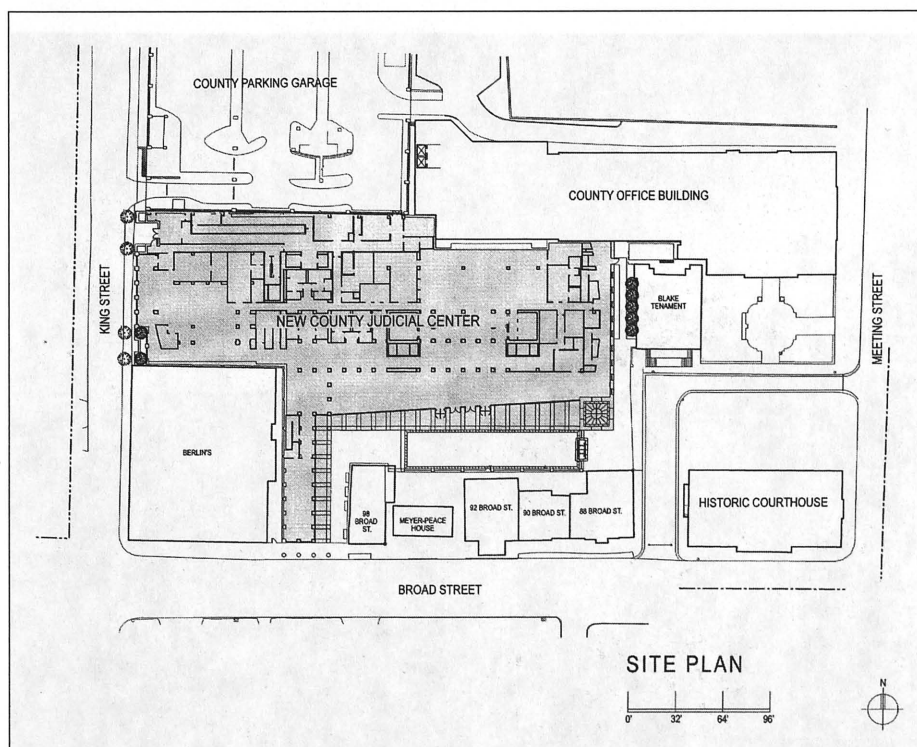 COUNTY PARKING GARAGE
COUNTY OFFICE BUILDING
KING STREET
BLAKE
TENAMENT
MEETING STREET
NEW COUNTY JUDICIAL CENTER
BERLIN'S
98
BROAD
ST.
MEYER-PEACE
HOUSE
92 BROAD ST.
90 BROAD ST.
88 BROAD ST.
HISTORIC COURTHOUSE
BROAD STREET
SITE PLAN
0' 32' 64' 96'
N